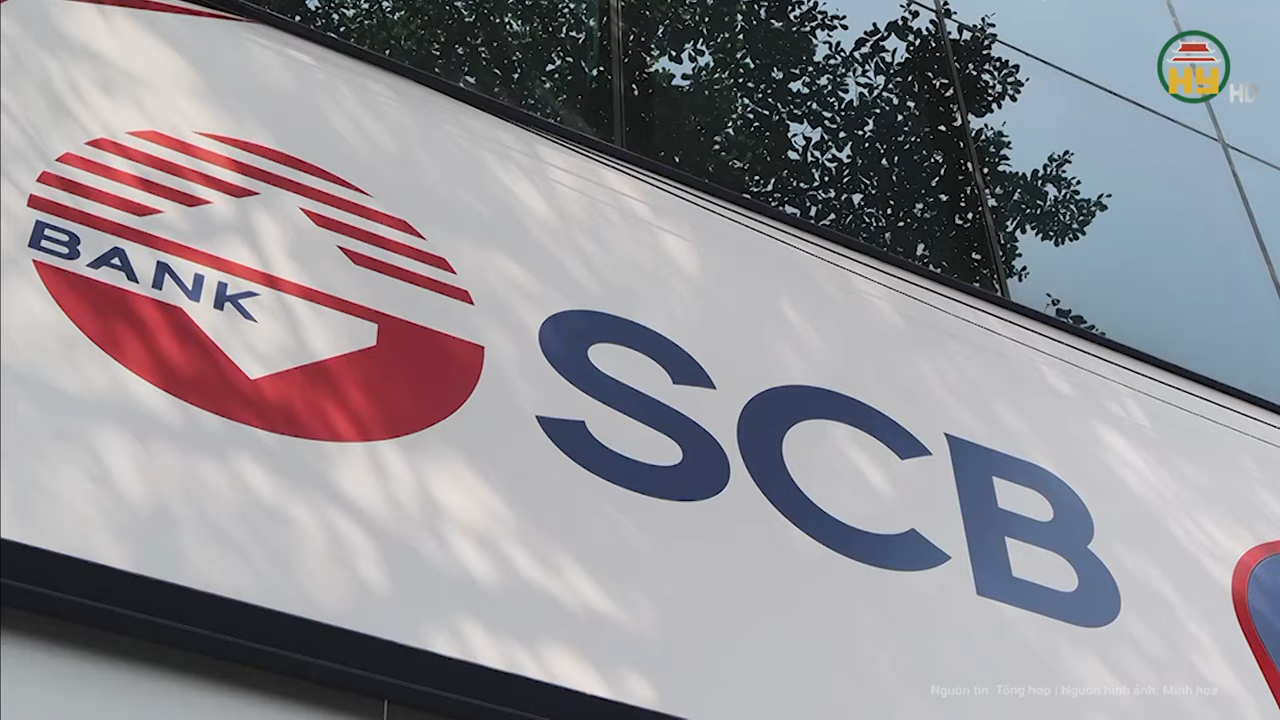 HY HD
BANK
SCB
Nguồn tin: Tổng hợp | Nguồn hình ảnh: Minh họa